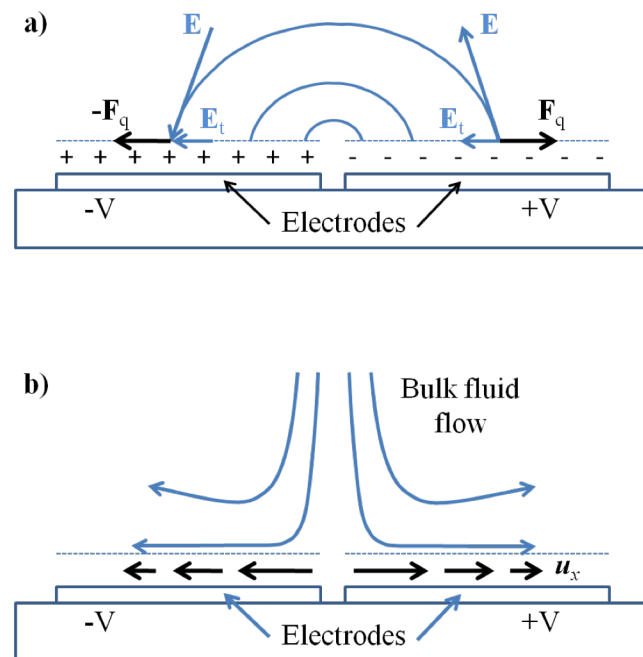 a)
E E
-Fq Et Et Fq
+ + + + + + + + - - - - - - - -
-V Electrodes +V
b)
Bulk fluid
flow
ux
-V Electrodes +V